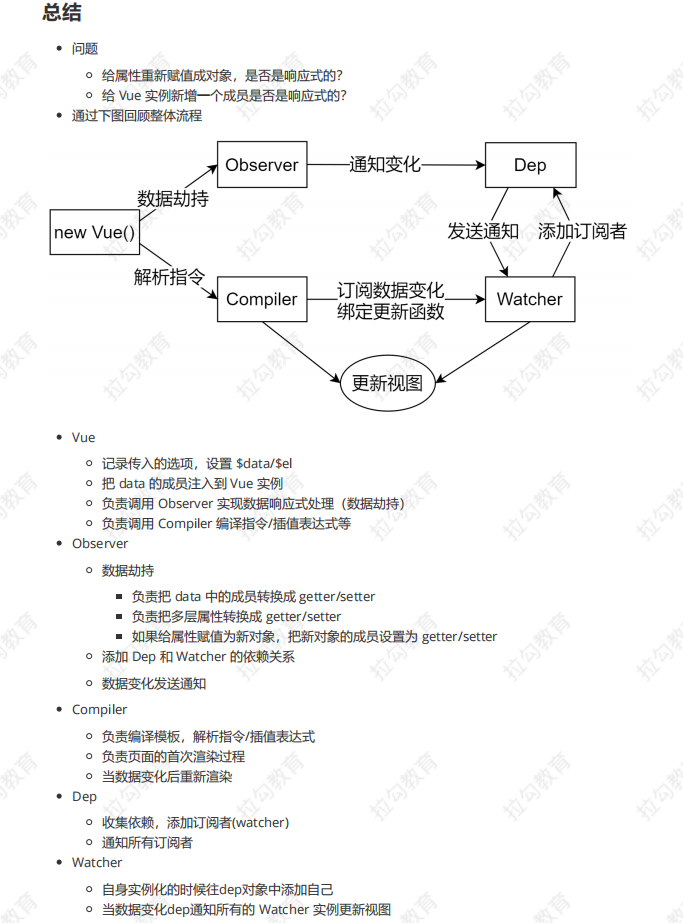 总结
问题
给属性重新赋值成对象，是否是响应式的？
给 Vue 实例新增一个成员是否是响应式的？
通过下图回顾整体流程
Observer
通知变化
Dep
数据劫持
new Vue()
发送通知
添加订阅者
解析指令
Compiler
订阅数据变化
绑定更新函数
Watcher
更新视图
Vue
记录传入的选项，设置 $data/$el
把 data 的成员注入到 Vue 实例
负责调用 Observer 实现数据响应式处理（数据劫持）
负责调用 Compiler 编译指令/插值表达式等
Observer
数据劫持
负责把 data 中的成员转换成 getter/setter
负责把多层属性转换成 getter/setter
如果给属性赋值为新对象，把新对象的成员设置为 getter/setter
添加 Dep 和 Watcher 的依赖关系
数据变化发送通知
Compiler
负责编译模板，解析指令/插值表达式
负责页面的首次渲染过程
当数据变化后重新渲染
Dep
收集依赖，添加订阅者(watcher)
通知所有订阅者
Watcher
自身实例化的时候往dep对象中添加自己
当数据变化dep通知所有的 Watcher 实例更新视图
拉勾教育